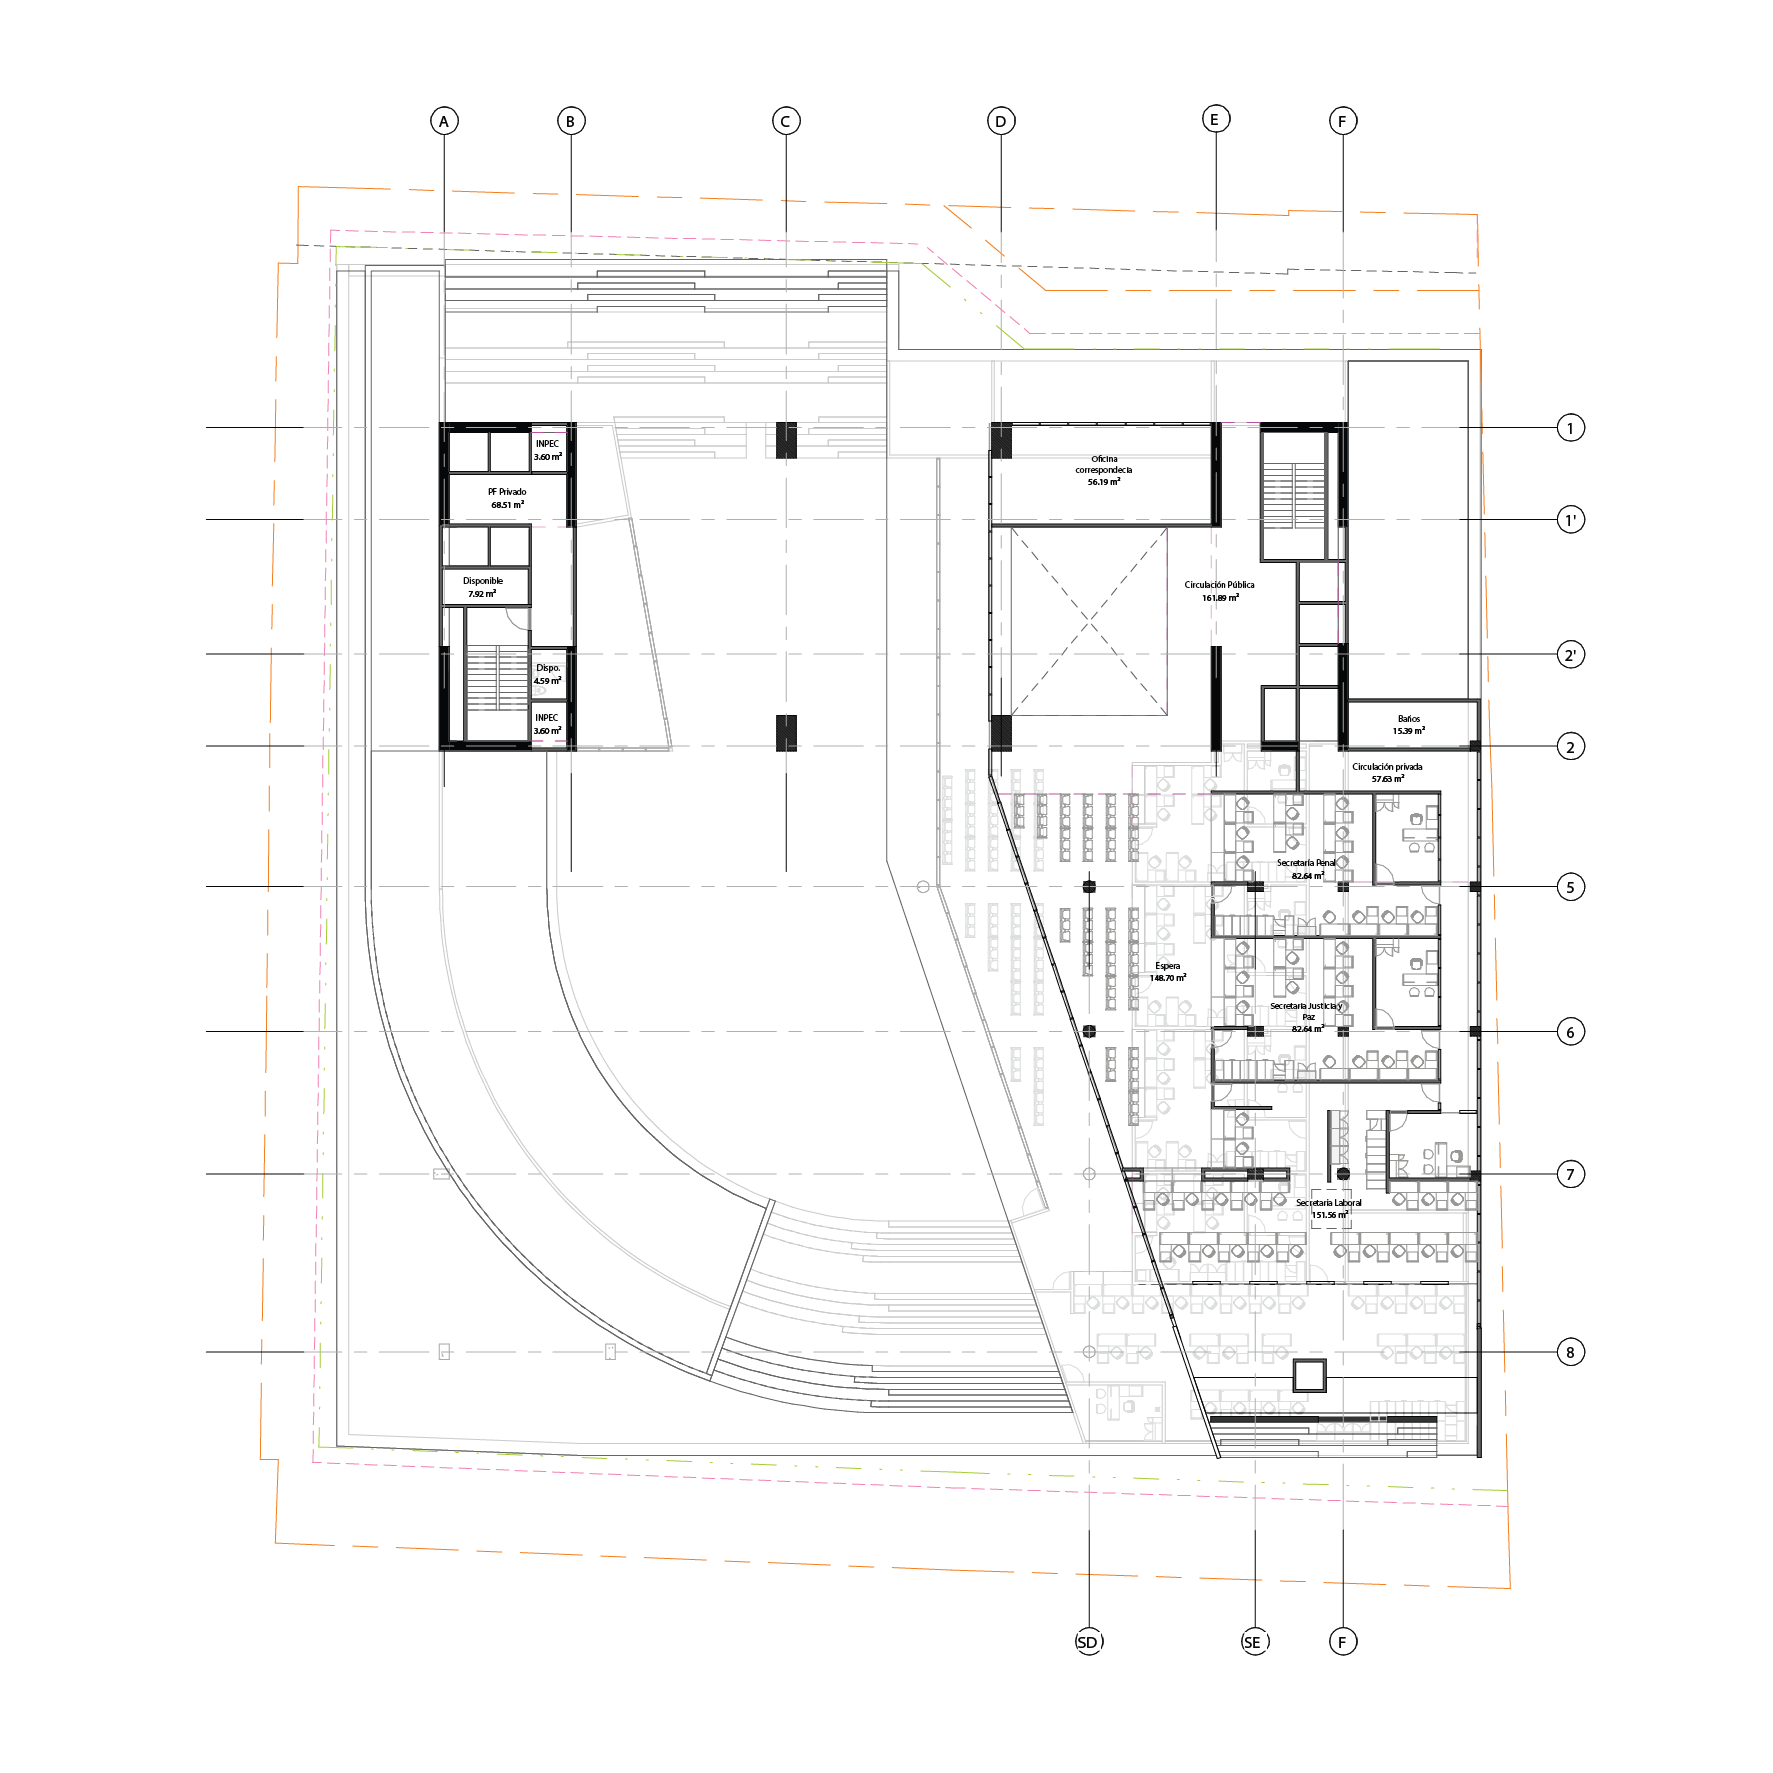 A
B
C
D
E
F
1
INPEC
3.60 m²
Oficina
correspondecia
56.19 m²
PF Privado
68.51 m²
1'
Disponible
7.92 m²
Circulación Pública
161.89 m²
2'
Dispo.
4.59 m²
INPEC
3.60 m²
Baños
15.39 m²
2
Circulación privada
57.63 m²
Secretaría Penal
82.64 m²
5
Espera
148.70 m²
Secretaria Justicia y
Paz
82.64 m²
6
7
Secretaría Laboral
151.56 m²
8
SD
SE
F